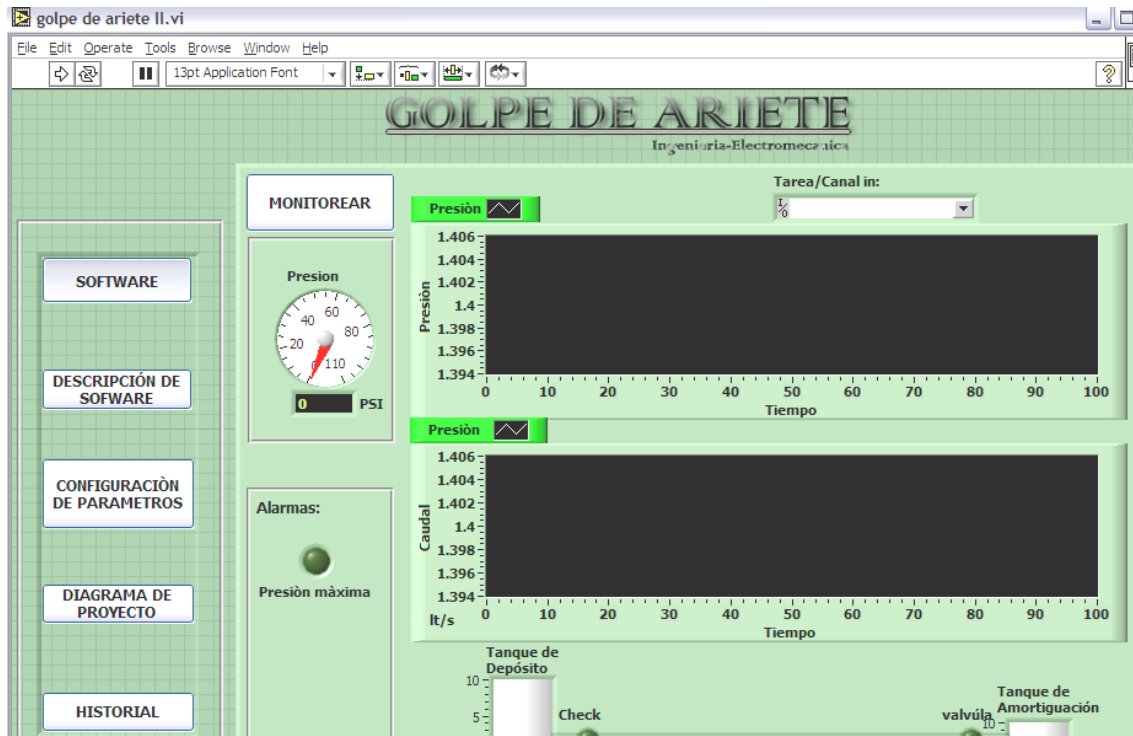 golpe de ariete II.vi
File Edit Operate Tools Browse Window Help
13pt Application Font
?
GOLPE DE ARIETE
Ingenieria-Electromecanica
MONITOREAR
Tarea/Canal in:
I/O
Presiòn
1.406
1.404
1.402
1.4
1.398
1.396
1.394
Presiòn
0 10 20 30 40 50 60 70 80 90 100
Tiempo
SOFTWARE
DESCRIPCIÓN DE
SOFWARE
CONFIGURACIÒN
DE PARAMETROS
DIAGRAMA DE
PROYECTO
HISTORIAL
Presion
0 20 40 60 80 110
0 PSI
Alarmas:
Presiòn màxima
Presiòn
1.406
1.404
1.402
1.4
1.398
1.396
1.394
Caudal
lt/s
0 10 20 30 40 50 60 70 80 90 100
Tiempo
Tanque de
Depósito
10
5
Check
valvúla
Tanque de
Amortiguación
10